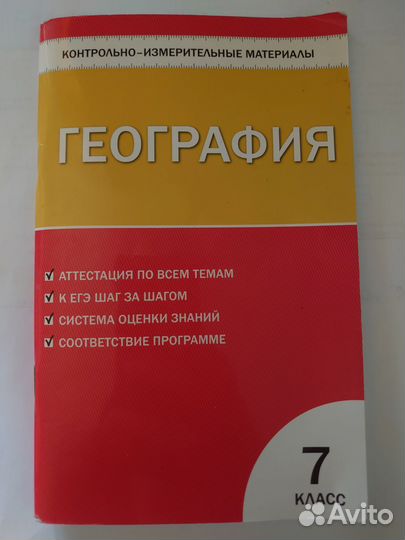 КОНТРОЛЬНО–ИЗМЕРИТЕЛЬНЫЕ МАТЕРИАЛЫ
ГЕОГРАФИЯ
АТТЕСТАЦИЯ ПО ВСЕМ ТЕМАМ
К ЕГЭ ШАГ ЗА ШАГОМ
СИСТЕМА ОЦЕНКИ ЗНАНИЙ
СООТВЕТСТВИЕ ПРОГРАММЕ
7
КЛАСС
Avito